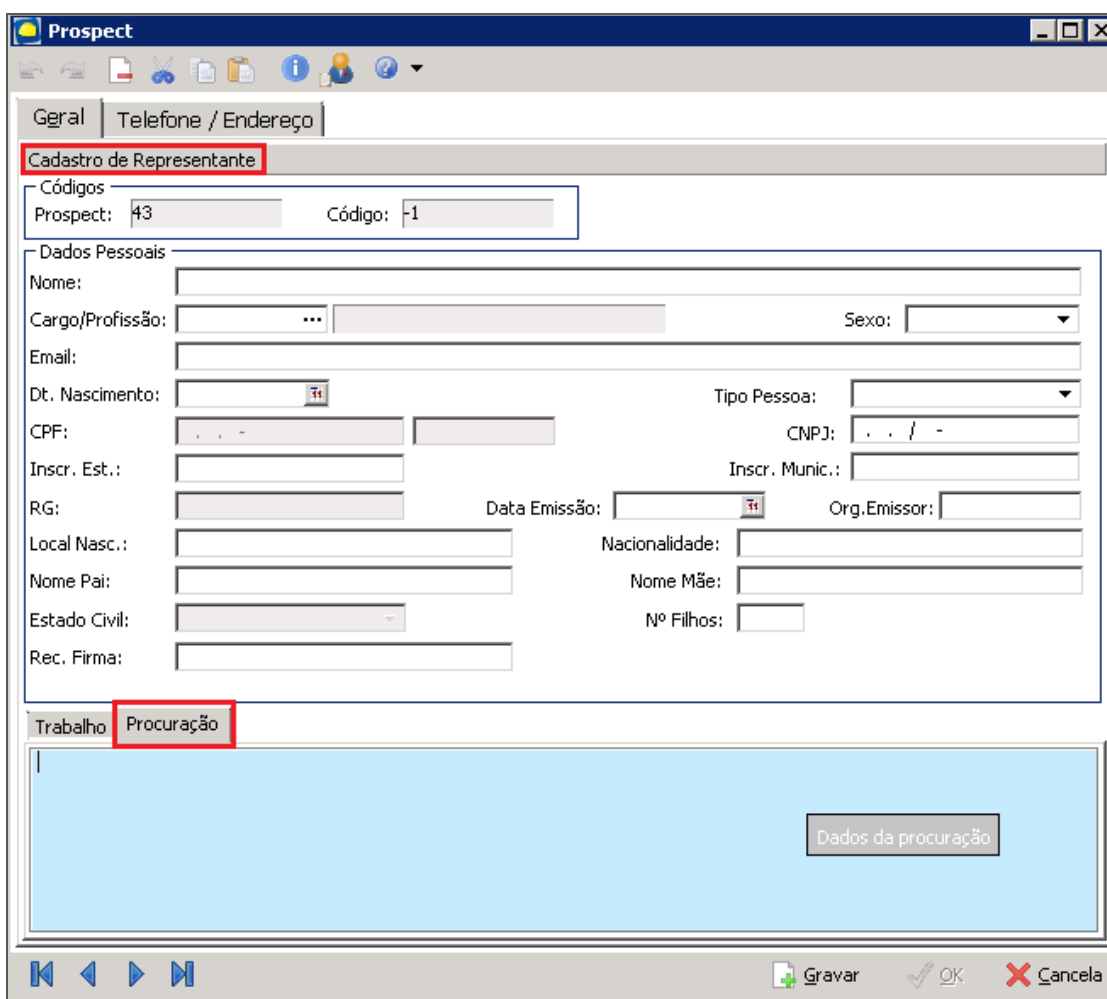 Prospect
Geral Telefone / Endereço
Cadastro de Representante
Códigos
Prospect: 43 Código: -1
Dados Pessoais
Nome:
Cargo/Profissão: ... Sexo:
Email:
Dt. Nascimento: Tipo Pessoa:
CPF: . . - CNPJ: . . / -
Inscr. Est.: Inscr. Munic.:
RG: Data Emissão: Org.Emissor:
Local Nasc.: Nacionalidade:
Nome Pai: Nome Mãe:
Estado Civil: Nº Filhos:
Rec. Firma:
Trabalho Procuração
Dados da procuração
Gravar OK Cancela